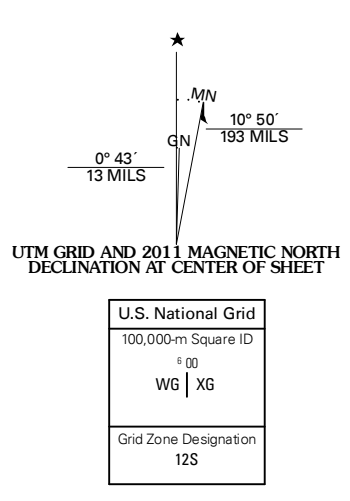 ★
MN
GN
10° 50´
193 MILS
0° 43´
13 MILS
UTM GRID AND 2011 MAGNETIC NORTH
DECLINATION AT CENTER OF SHEET
U.S. National Grid
100,000-m Square ID
6 00
WG | XG
Grid Zone Designation
12S